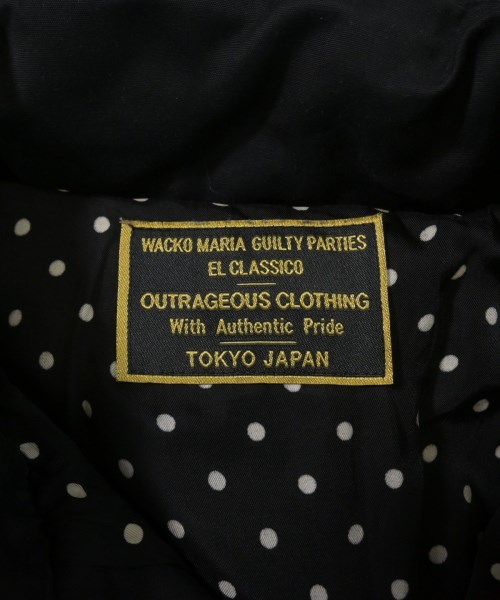 WACKO MARIA GUILTY PARTIES
EL CLASSICO
OUTRAGEOUS CLOTHING
With Authentic Pride
TOKYO JAPAN